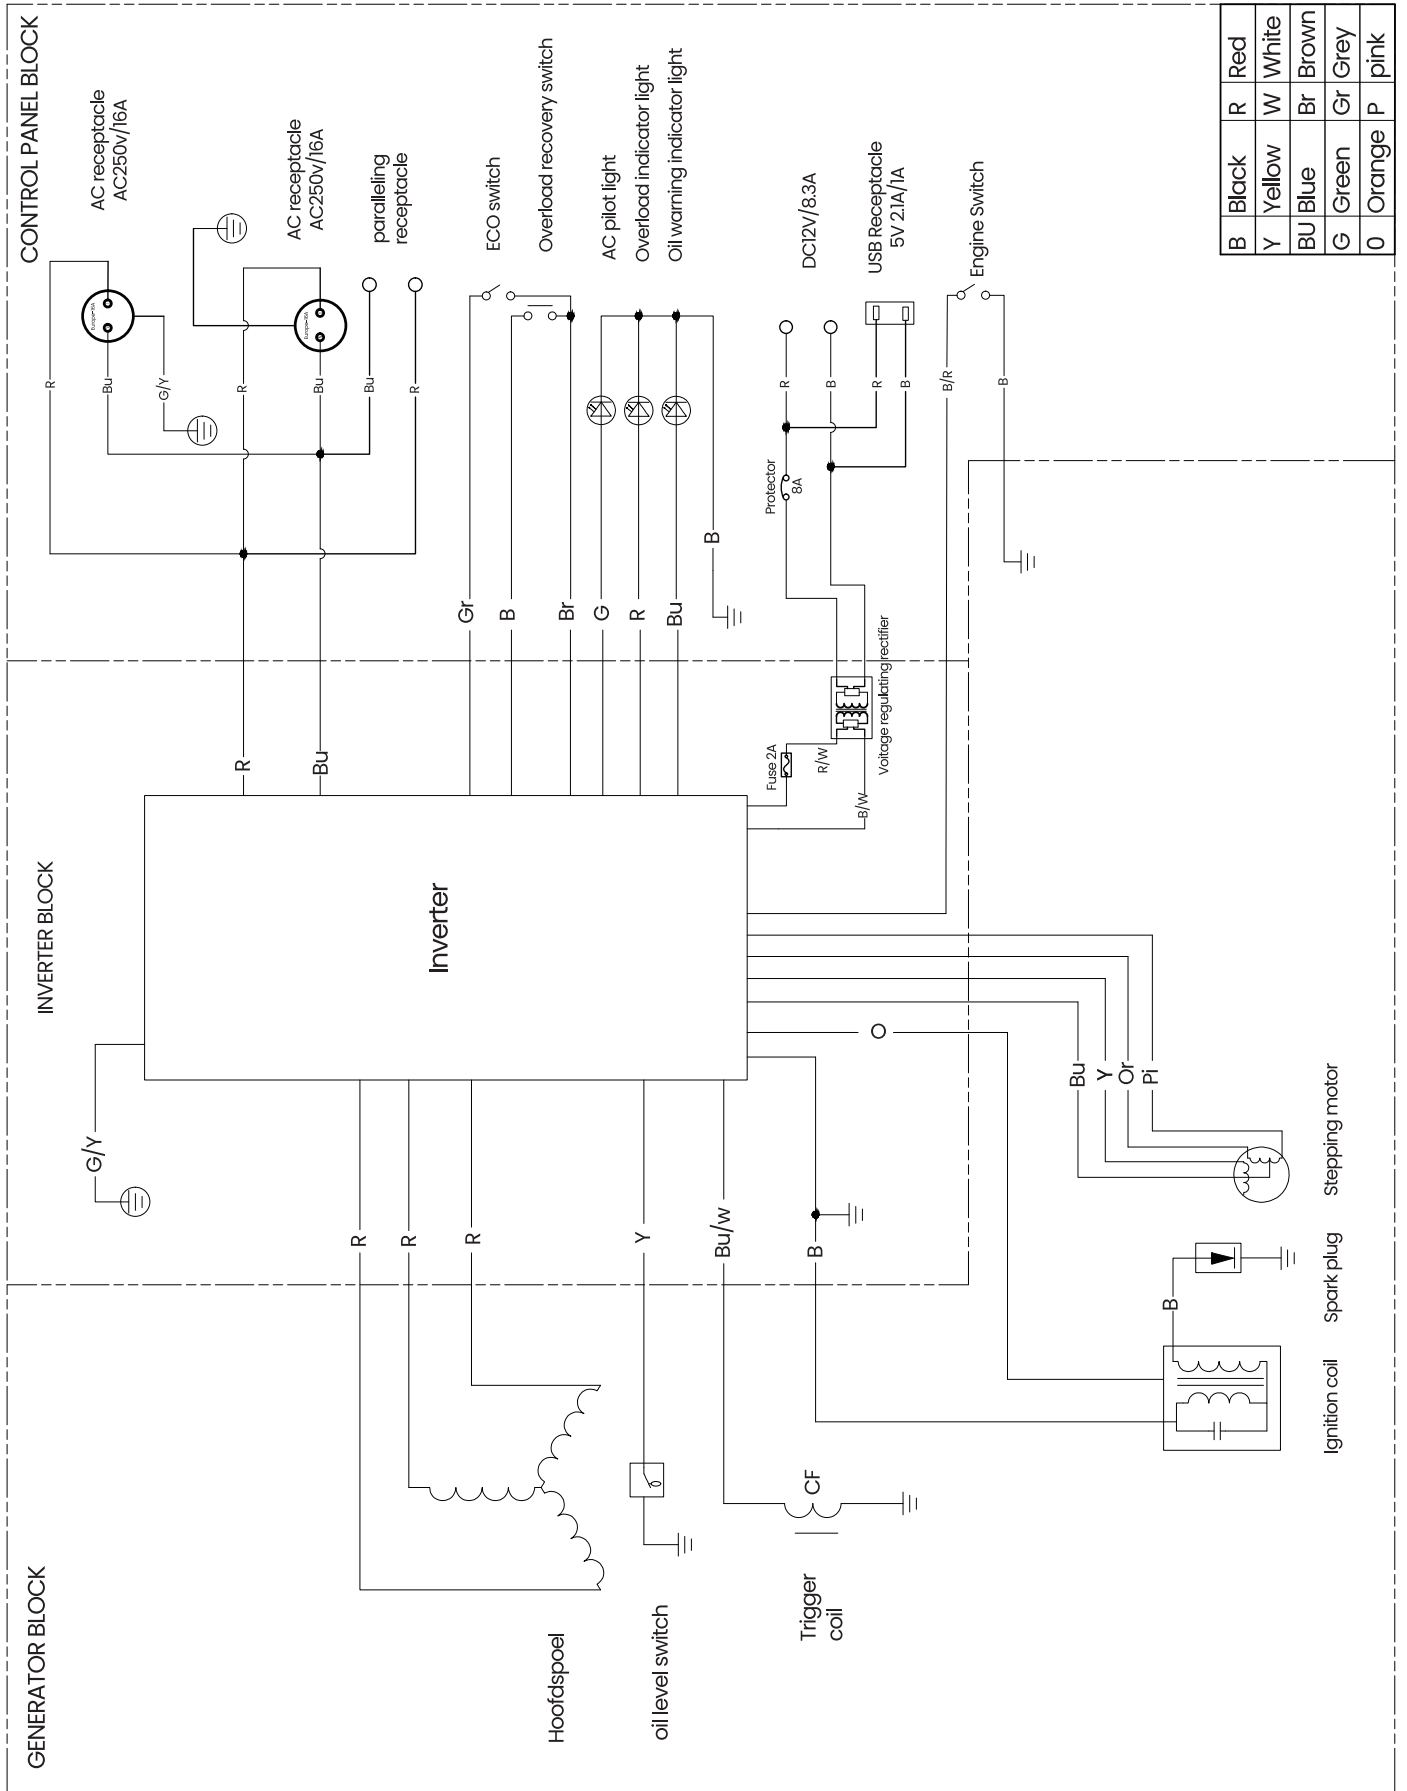 GENERATOR BLOCK
INVERTER BLOCK
CONTROL PANEL BLOCK
AC receptacle
AC250v/16A
AC receptacle
AC250v/16A
paralleling
receptacle
ECO switch
Overload recovery switch
AC pilot light
Overload indicator light
Oil warning indicator light
DC12V/8.3A
USB Receptacle
5V 2.1A/1A
Engine Switch
R
Bu
G/Y
R
Bu
Bu
R
R
B
R
B
B/R
B
Protector
8A
Gr
B
Br
G
R
Bu
B
R
Bu
Fuse 2A
R/W
B/W
Voitage regulating rectifier
Inverter
G/Y
R
R
R
Y
Bu/w
B
O
Bu
Y
Or
Pi
B
CF
Hoofdspoel
oil level switch
Trigger
coil
Ignition coil
Spark plug
Stepping motor
B Black R Red
Y Yellow W White
BU Blue Br Brown
G Green Gr Grey
0 Orange P pink